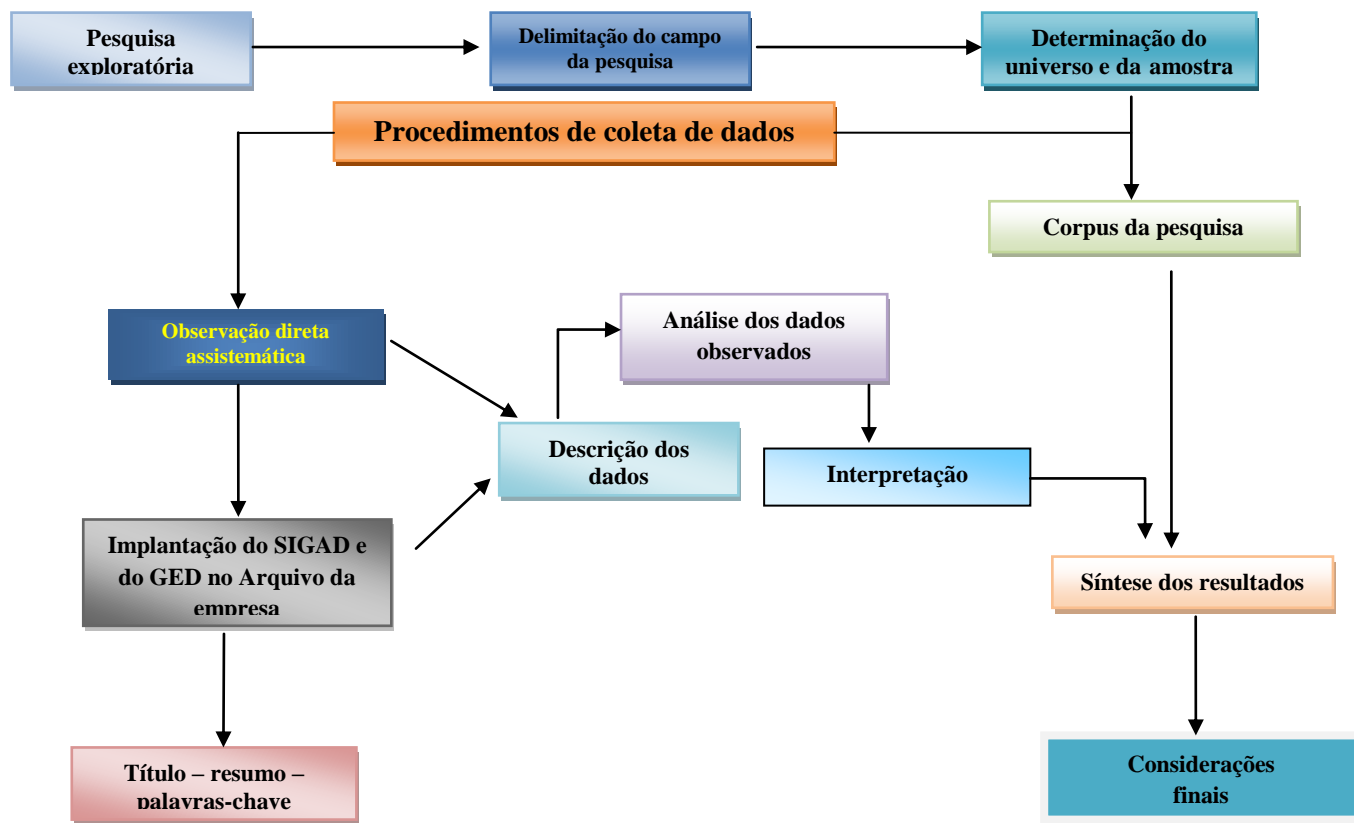 Pesquisa
exploratória
Delimitação do campo
da pesquisa
Determinação do
universo e da amostra
Procedimentos de coleta de dados
Corpus da pesquisa
Observação direta
assistemática
Análise dos dados
observados
Descrição dos
dados
Interpretação
Implantação do SIGAD e
do GED no Arquivo da
empresa
Síntese dos resultados
Título – resumo –
palavras-chave
Considerações
finais